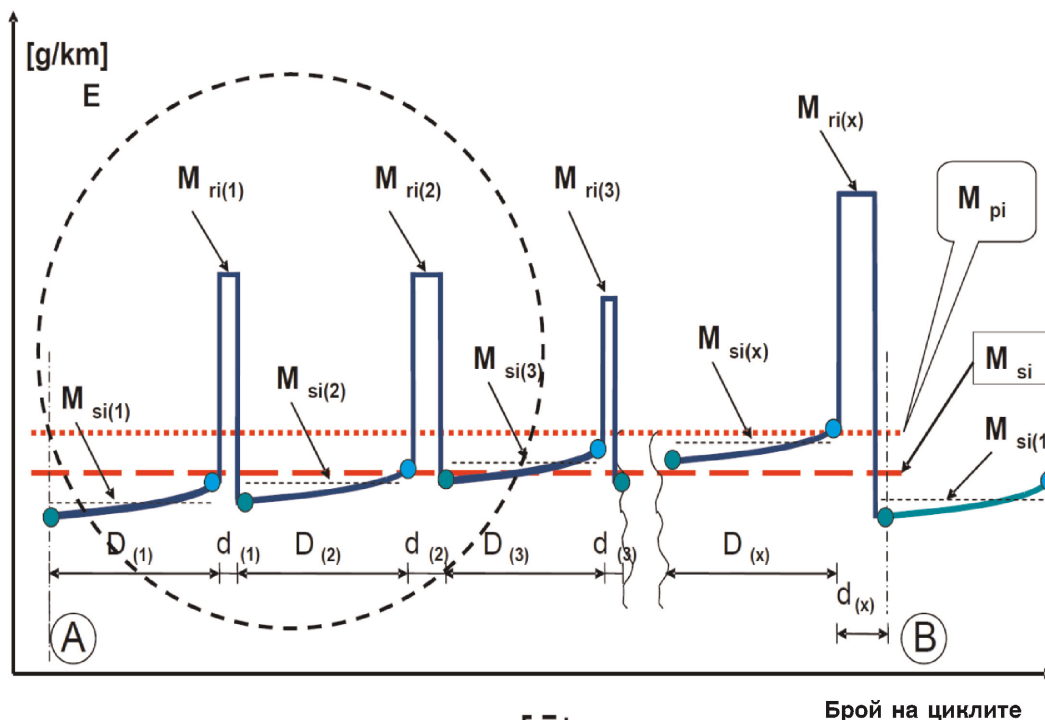 [g/km]
E
M ri(x)
M ri(1)
M ri(2)
M ri(3)
M pi
M si(1)
M si(2)
M si(3)
M si(x)
M si
M si(1
D (1)
d (1)
D (2)
d (2)
D (3)
d (3)
D (x)
d (x)
A
B
Брой на циклите